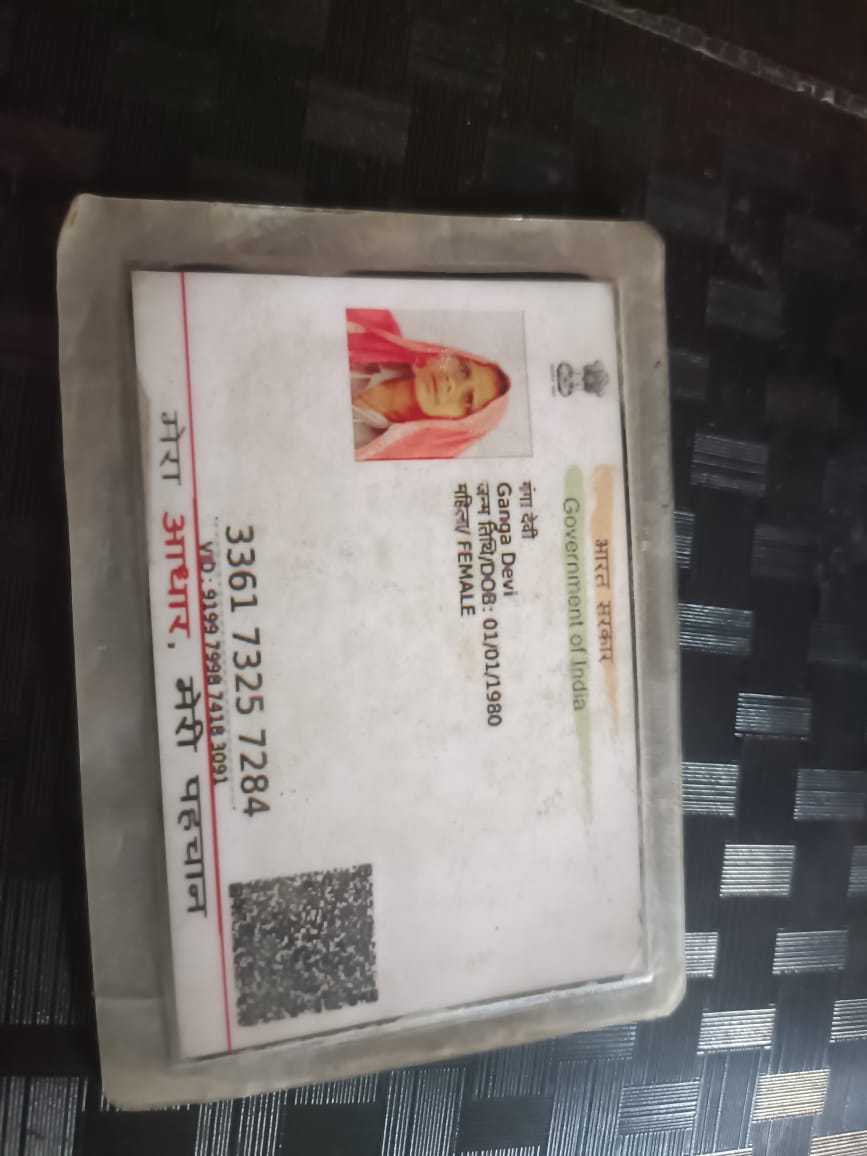 भारत सरकार
Government of India
गंगा देवी
Ganga Devi
जन्म तिथि/DOB: 01/01/1980
महिला/ FEMALE
3361 7325 7284
VID: 9199 7998 7418 3091
मेरा आधार, मेरी पहचान